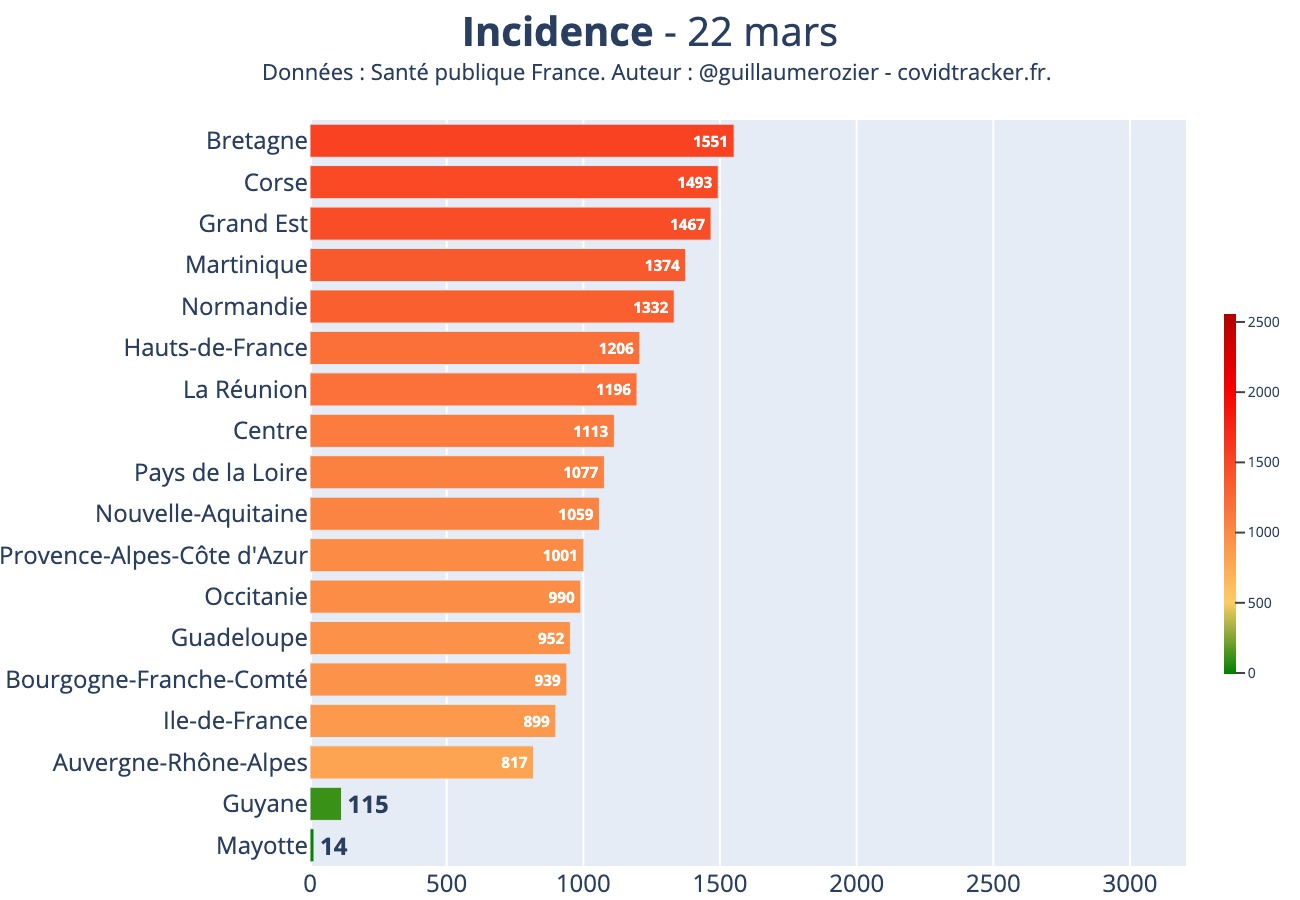 Incidence - 22 mars
Données : Santé publique France. Auteur : @guillaumerozier - covidtracker.fr.
Bretagne 1551
Corse 1493
Grand Est 1467
Martinique 1374
Normandie 1332
Hauts-de-France 1206
La Réunion 1196
Centre 1113
Pays de la Loire 1077
Nouvelle-Aquitaine 1059
Provence-Alpes-Côte d'Azur 1001
Occitanie 990
Guadeloupe 952
Bourgogne-Franche-Comté 939
Ile-de-France 899
Auvergne-Rhône-Alpes 817
Guyane 115
Mayotte 14
0 500 1000 1500 2000 2500 3000
2500
2000
1500
1000
500
0